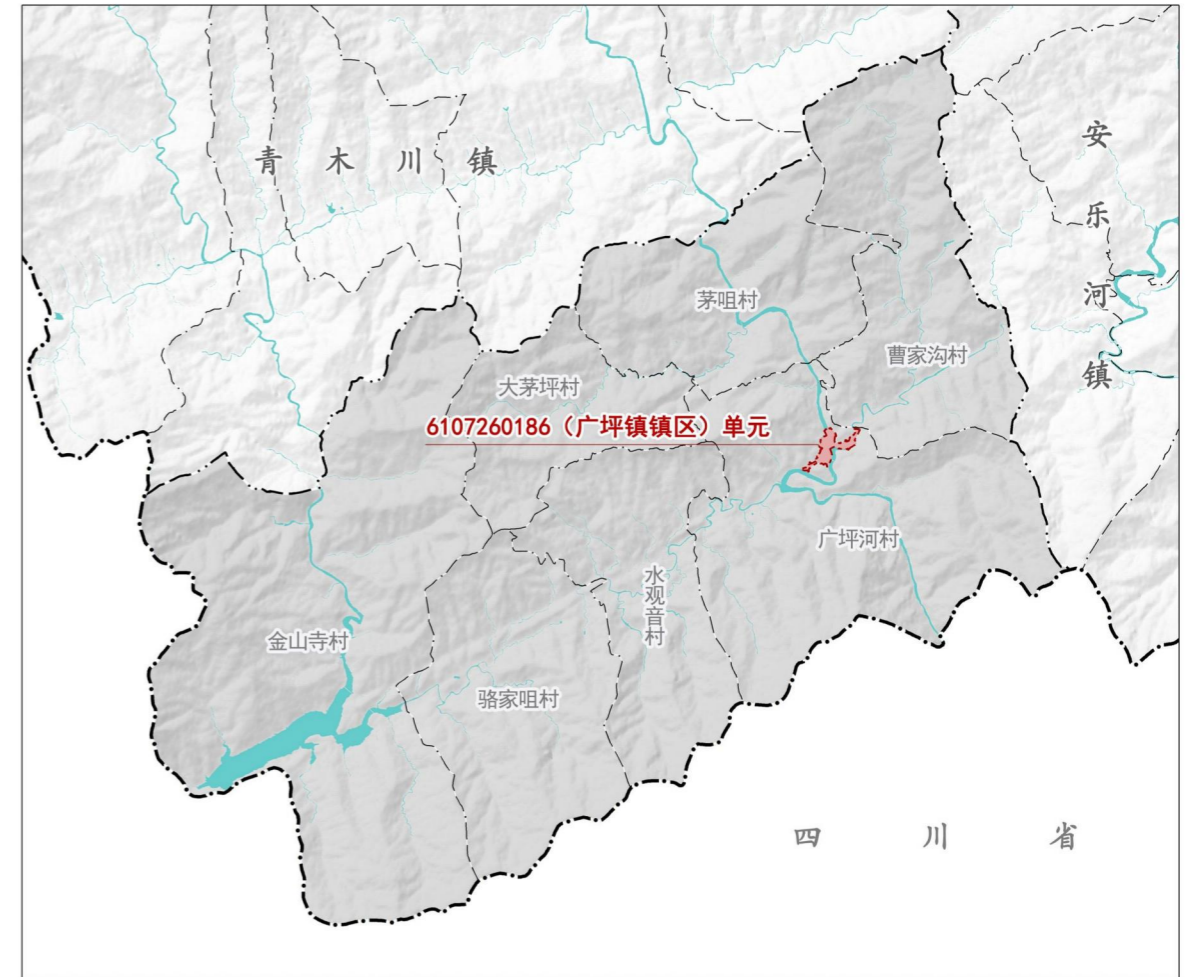 青木川镇
安乐河镇
茅咀村
曹家沟村
大茅坪村
6107260186（广坪镇镇区）单元
广坪河村
水观音村
金山寺村
骆家咀村
四川省